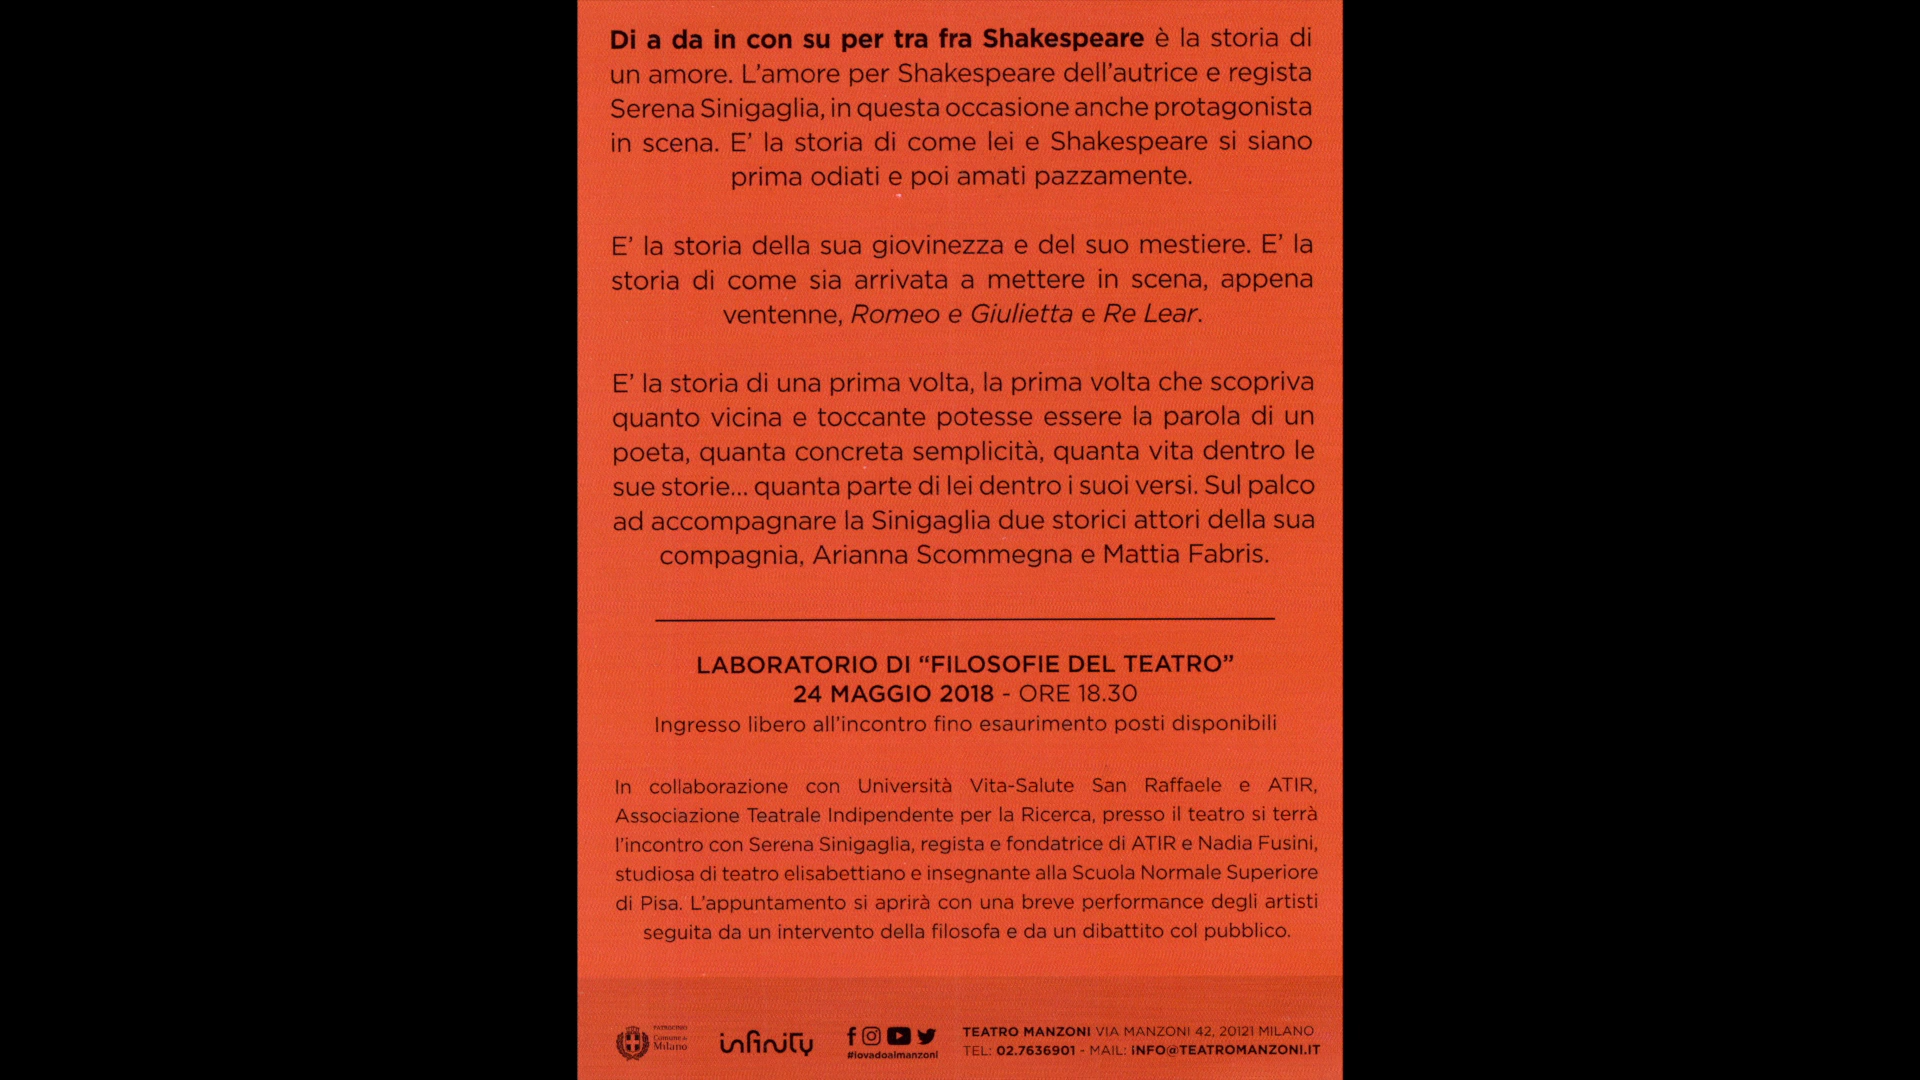 Di a da in con su per tra fra Shakespeare è la storia di
un amore. L’amore per Shakespeare dell’autrice e regista
Serena Sinigaglia, in questa occasione anche protagonista
in scena. E’ la storia di come lei e Shakespeare si siano
prima odiati e poi amati pazzamente.
E’ la storia della sua giovinezza e del suo mestiere. E’ la
storia di come sia arrivata a mettere in scena, appena
ventenne, Romeo e Giulietta e Re Lear.
E’ la storia di una prima volta, la prima volta che scopriva
quanto vicina e toccante potesse essere la parola di un
poeta, quanta concreta semplicità, quanta vita dentro le
sue storie... quanta parte di lei dentro i suoi versi. Sul palco
ad accompagnare la Sinigaglia due storici attori della sua
compagnia, Arianna Scommegna e Mattia Fabris.
LABORATORIO DI “FILOSOFIE DEL TEATRO”
24 MAGGIO 2018 - ORE 18.30
Ingresso libero all’incontro fino esaurimento posti disponibili
In collaborazione con Università Vita-Salute San Raffaele e ATIR,
Associazione Teatrale Indipendente per la Ricerca, presso il teatro si terrà
l’incontro con Serena Sinigaglia, regista e fondatrice di ATIR e Nadia Fusini,
studiosa di teatro elisabettiano e insegnante alla Scuola Normale Superiore
di Pisa. L’appuntamento si aprirà con una breve performance degli artisti
seguita da un intervento della filosofa e da un dibattito col pubblico.
PATROCINIO
Comune di
Milano
infinity
#iovadoalmanzoni
TEATRO MANZONI VIA MANZONI 42, 20121 MILANO
TEL: 02.7636901 - MAIL: INFO@TEATROMANZONI.IT